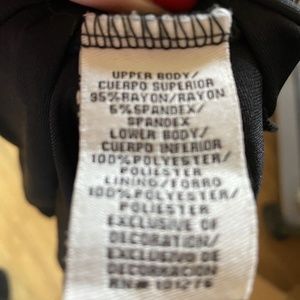 UPPER BODY/
CUERPO SUPERIOR
95%RAYON/RAYON
5%SPANDEX/
SPANDEX
LOWER BODY/
CUERPO INFERIOR
100%POLYESTER/
POLIESTER
LINING/FORRO
100%POLYESTER/
POLIESTER
EXCLUSIVE OF
DECORATION/
EXCLUSIVO DE
DECORACION
RN# 101276